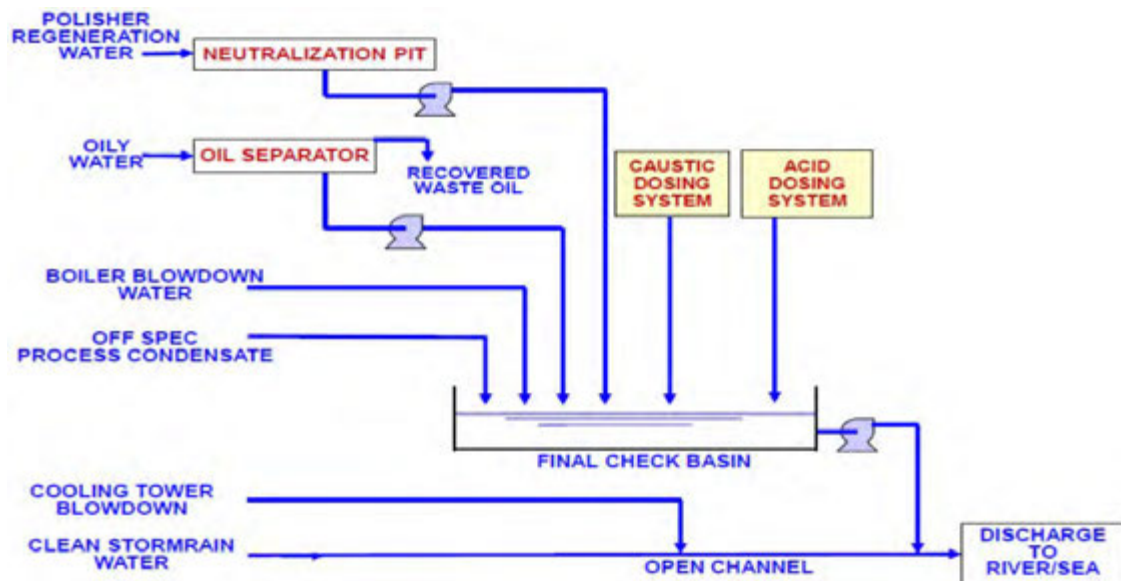 POLISHER
REGENERATION
WATER
NEUTRALIZATION PIT
OILY
WATER
OIL SEPARATOR
RECOVERED
WASTE OIL
CAUSTIC
DOSING
SYSTEM
ACID
DOSING
SYSTEM
BOILER BLOWDOWN
WATER
OFF SPEC
PROCESS CONDENSATE
FINAL CHECK BASIN
COOLING TOWER
BLOWDOWN
CLEAN STORMRAIN
WATER
OPEN CHANNEL
DISCHARGE
TO
RIVER/SEA